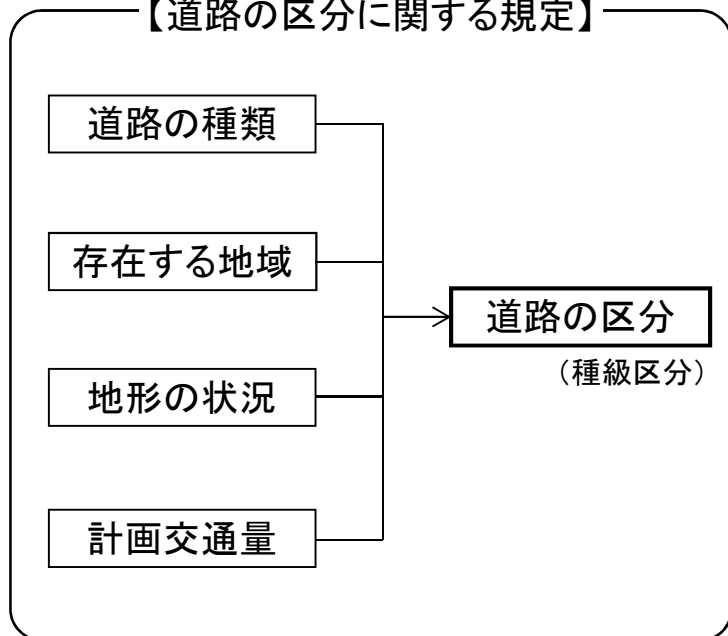 【道路の区分に関する規定】
道路の種類
存在する地域
地形の状況
計画交通量
道路の区分
（種級区分）